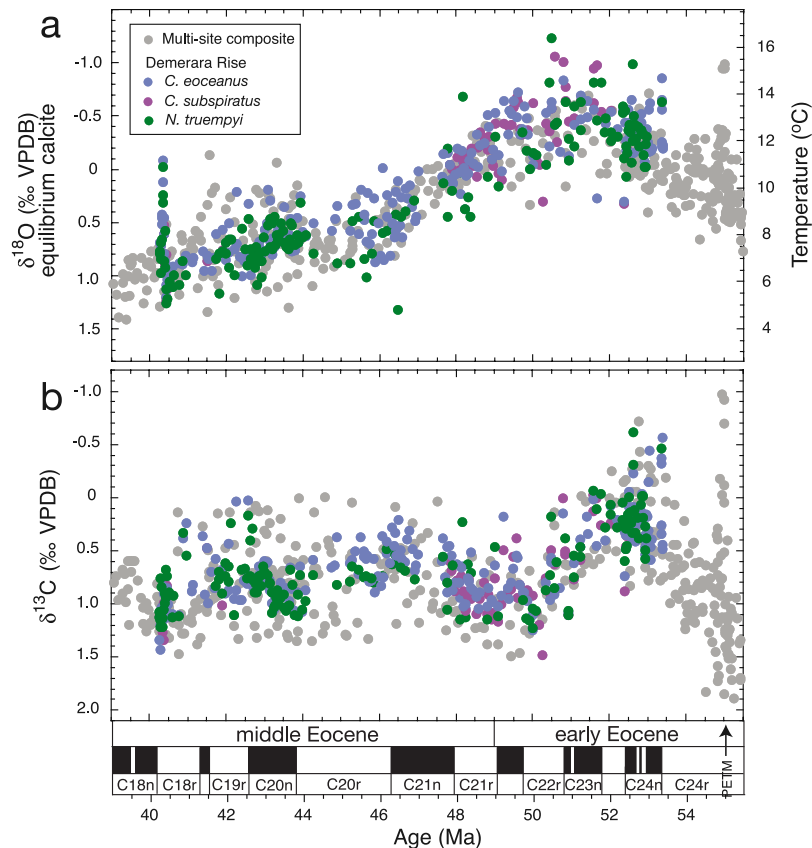 a
Multi-site composite
Demerara Rise
C. eoceanus
C. subspiratus
N. truempyi
-1.0
-0.5
0
0.5
1.0
1.5
δ18O (‰ VPDB)
equilibrium calcite
16
14
12
10
8
6
4
Temperature (ºC)
b
-1.0
-0.5
0
0.5
1.0
1.5
2.0
δ13C (‰ VPDB)
middle Eocene
early Eocene
PETM
C18n
C18r
C19r
C20n
C20r
C21n
C21r
C22r
C23n
C24n
C24r
40
42
44
46
48
50
52
54
Age (Ma)